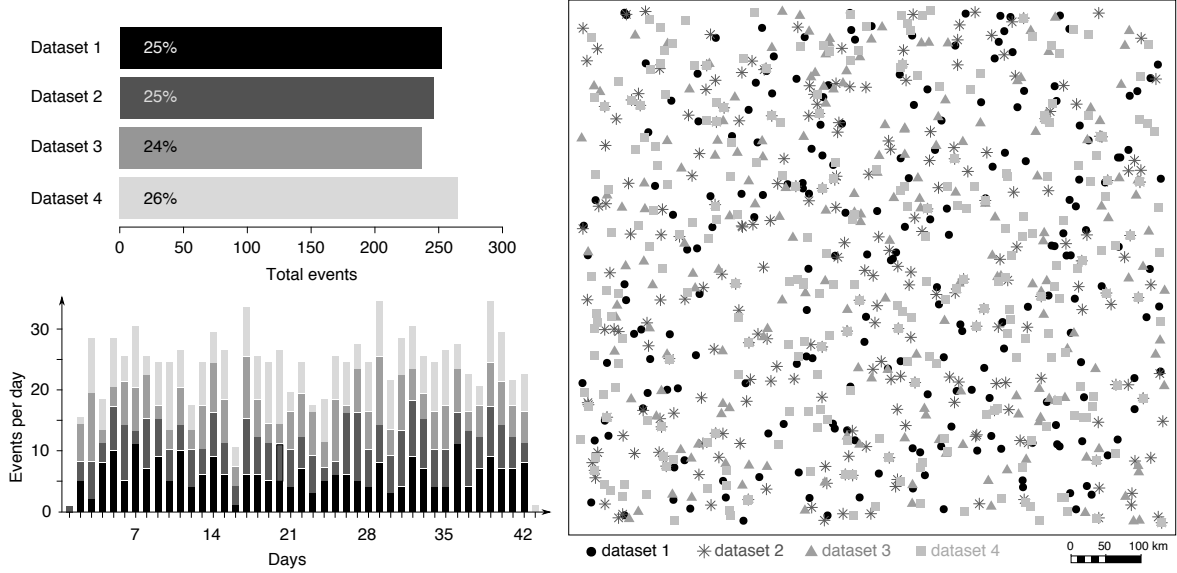 Dataset 1 25%
Dataset 2 25%
Dataset 3 24%
Dataset 4 26%
0 50 100 150 200 250 300
Total events
Events per day
30
20
10
0
7 14 21 28 35 42
Days
dataset 1 dataset 2 dataset 3 dataset 4
0 50 100 km